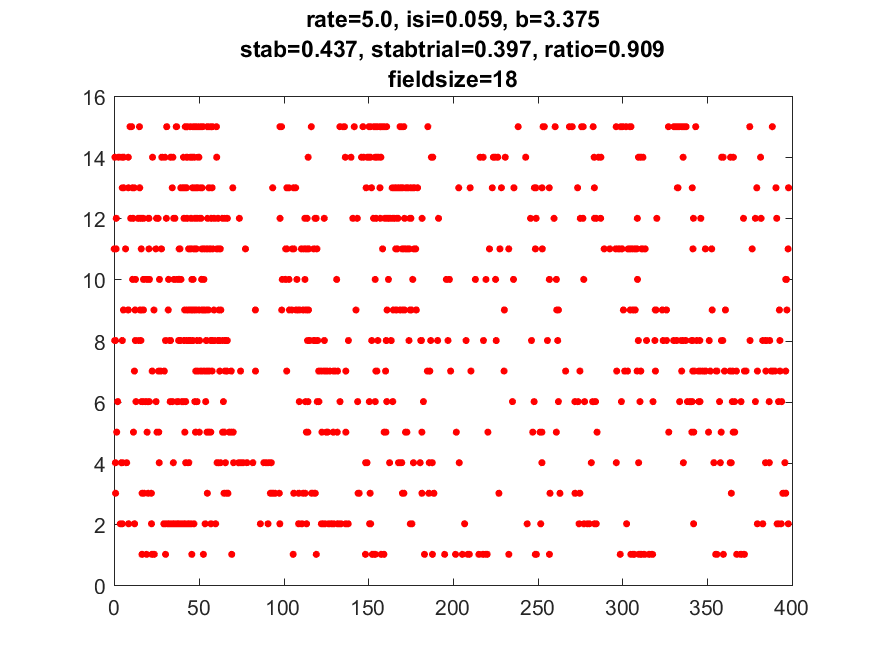 rate=5.0, isi=0.059, b=3.375
stab=0.437, stabtrial=0.397, ratio=0.909
fieldsize=18
16
14
12
10
8
6
4
2
0
0 50 100 150 200 250 300 350 400